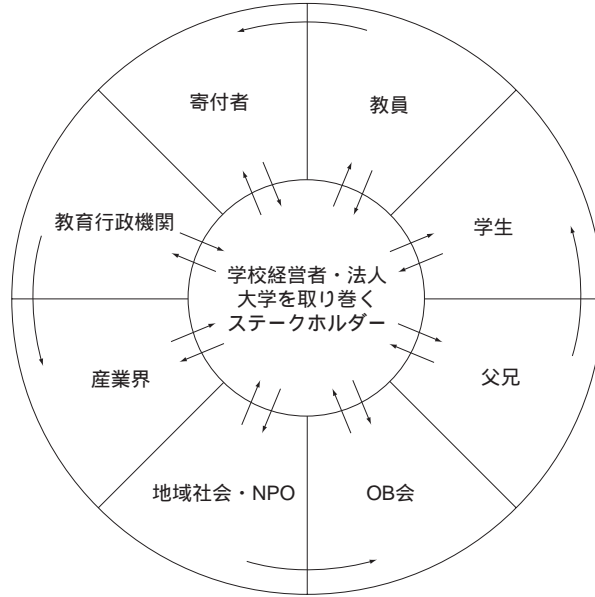 寄付者
教員
教育行政機関
学生
学校経営者・法人
大学を取り巻く
ステークホルダー
産業界
父兄
地域社会・NPO
OB会